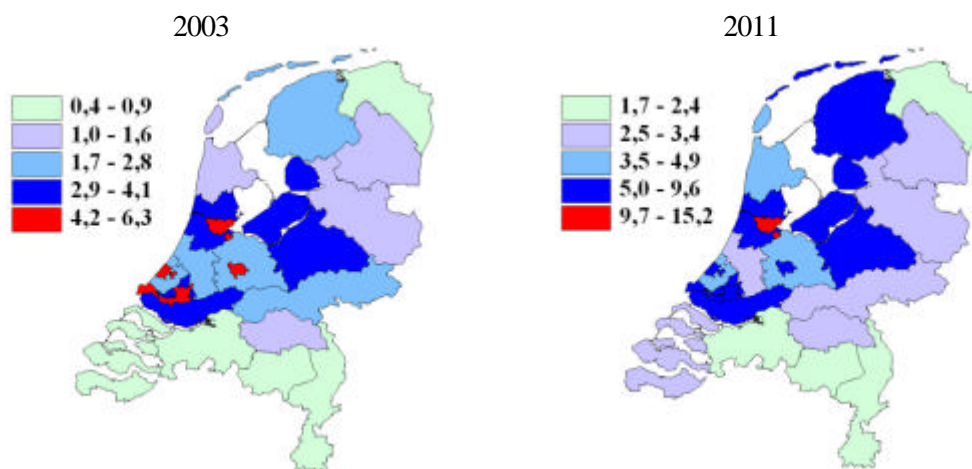 2003
0,4 - 0,9
1,0 - 1,6
1,7 - 2,8
2,9 - 4,1
4,2 - 6,3
2011
1,7 - 2,4
2,5 - 3,4
3,5 - 4,9
5,0 - 9,6
9,7 - 15,2